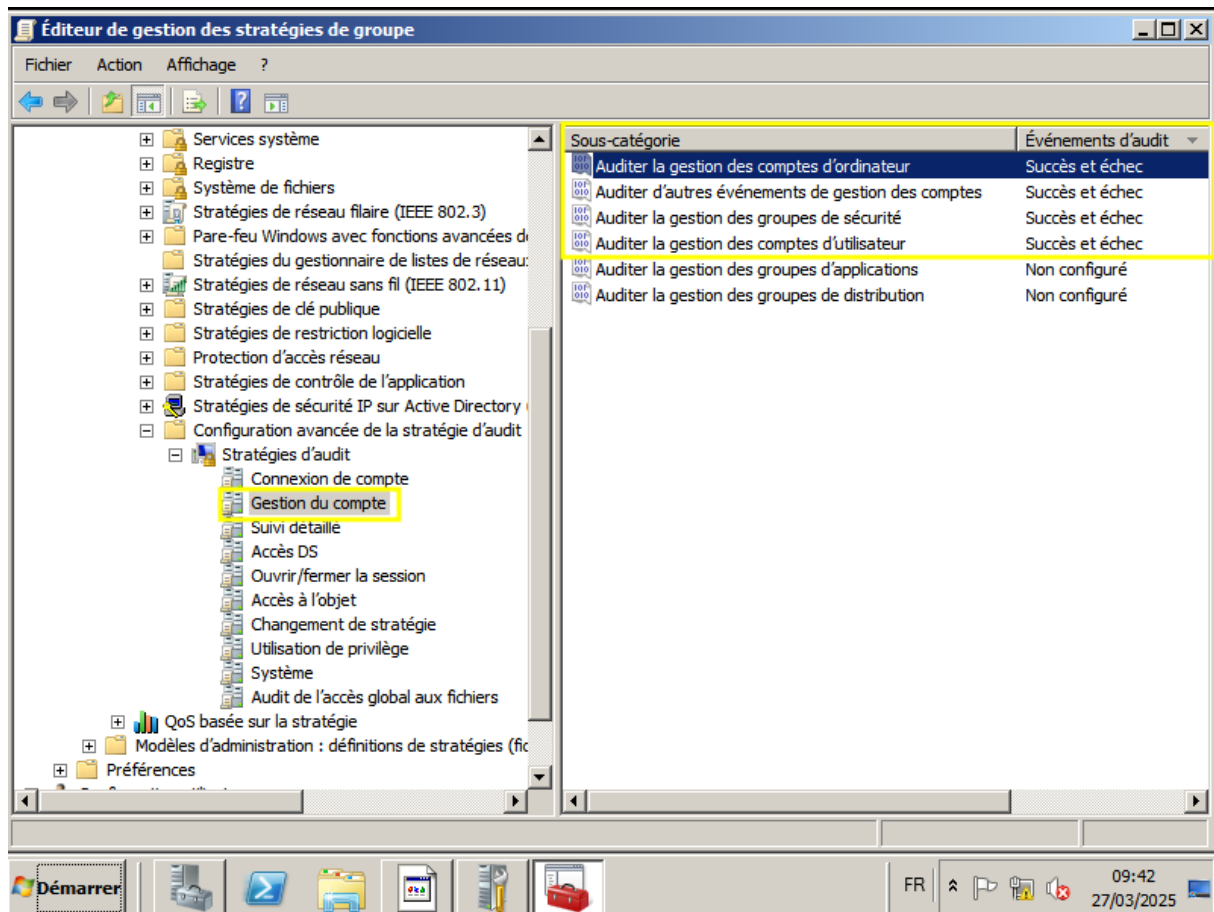 Éditeur de gestion des stratégies de groupe
Fichier Action Affichage ?
Services système
Registre
Système de fichiers
Stratégies de réseau filaire (IEEE 802.3)
Pare-feu Windows avec fonctions avancées d
Stratégies du gestionnaire de listes de réseau
Stratégies de réseau sans fil (IEEE 802.11)
Stratégies de clé publique
Stratégies de restriction logicielle
Protection d'accès réseau
Stratégies de contrôle de l'application
Stratégies de sécurité IP sur Active Directory (
Configuration avancée de la stratégie d'audit
Stratégies d'audit
Connexion de compte
Gestion du compte
Suivi détaillé
Accès DS
Ouvrir/fermer la session
Accès à l'objet
Changement de stratégie
Utilisation de privilège
Système
Audit de l'accès global aux fichiers
QoS basée sur la stratégie
Modèles d'administration : définitions de stratégies (fic
Préférences
Sous-catégorie Événements d'audit
Auditer la gestion des comptes d'ordinateur Succès et échec
Auditer d'autres événements de gestion des comptes Succès et échec
Auditer la gestion des groupes de sécurité Succès et échec
Auditer la gestion des comptes d'utilisateur Succès et échec
Auditer la gestion des groupes d'applications Non configuré
Auditer la gestion des groupes de distribution Non configuré
Démarrer
FR
09:42
27/03/2025